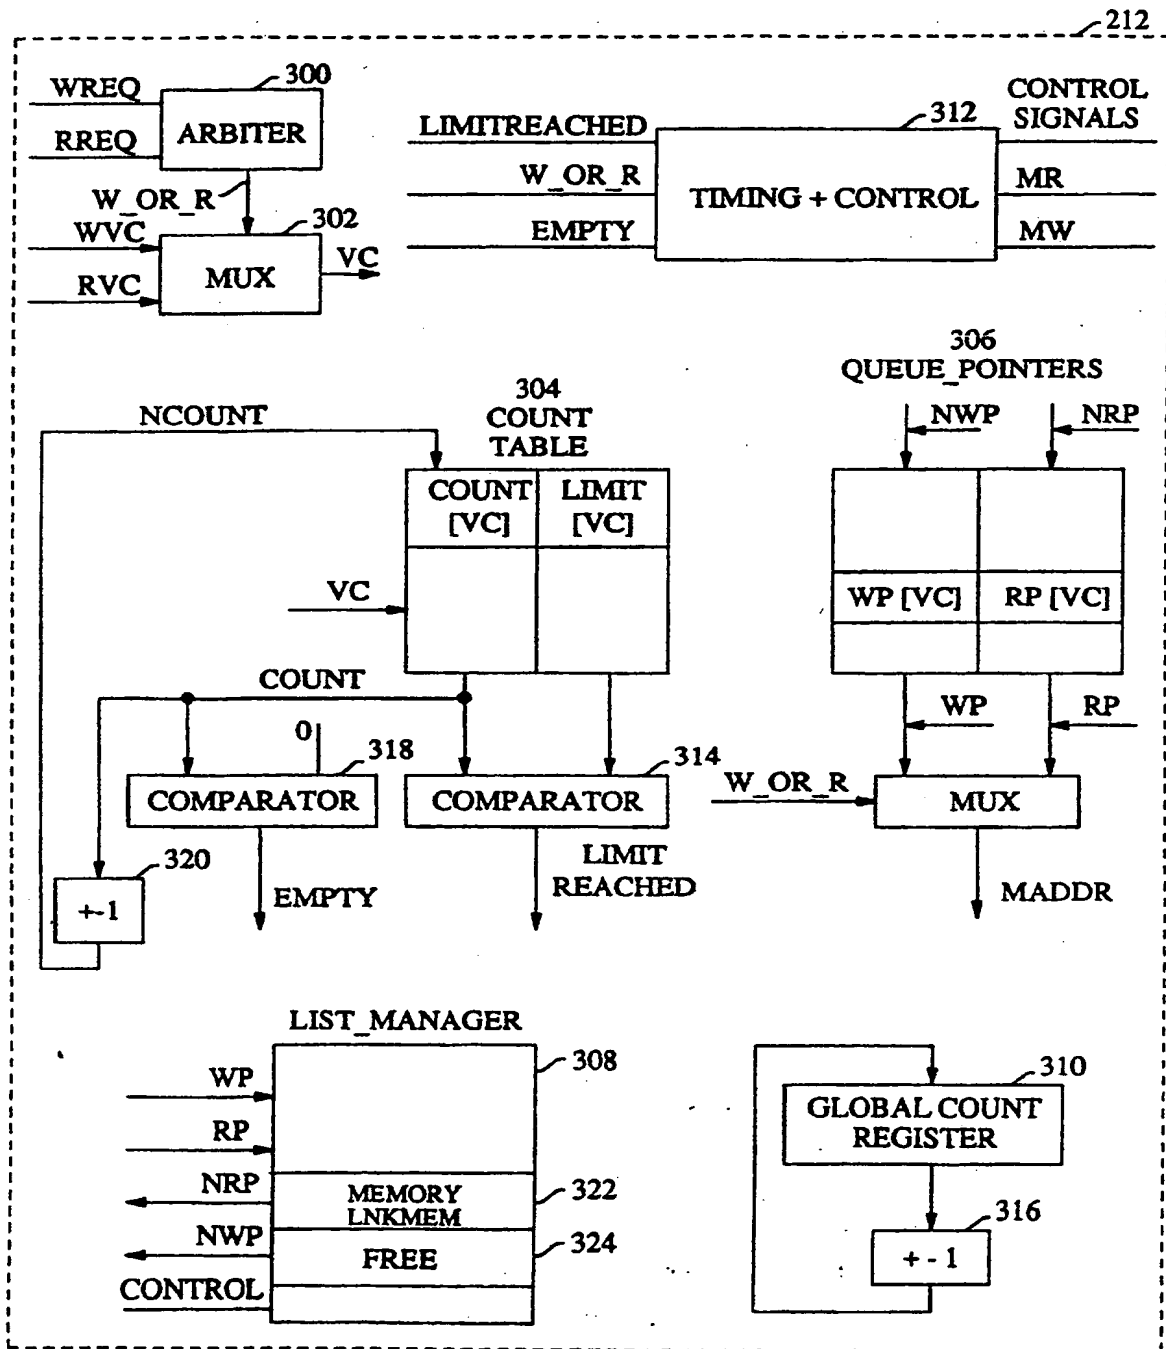 212
300
WREQ
ARBITER
RREQ
W_OR_R
302
WVC
MUX
VC
RVC
CONTROL
SIGNALS
312
LIMITREACHED
W_OR_R
TIMING + CONTROL
MR
EMPTY
MW
304
COUNT
TABLE
NCOUNT
COUNT
[VC]
LIMIT
[VC]
VC
COUNT
0
318
COMPARATOR
314
COMPARATOR
320
+-1
EMPTY
LIMIT
REACHED
306
QUEUE_POINTERS
NWP
NRP
WP [VC]
RP [VC]
WP
RP
W_OR_R
MUX
MADDR
LIST_MANAGER
308
WP
RP
NRP
MEMORY
LNKMEM
322
NWP
FREE
324
CONTROL
310
GLOBAL COUNT
REGISTER
316
+ - 1